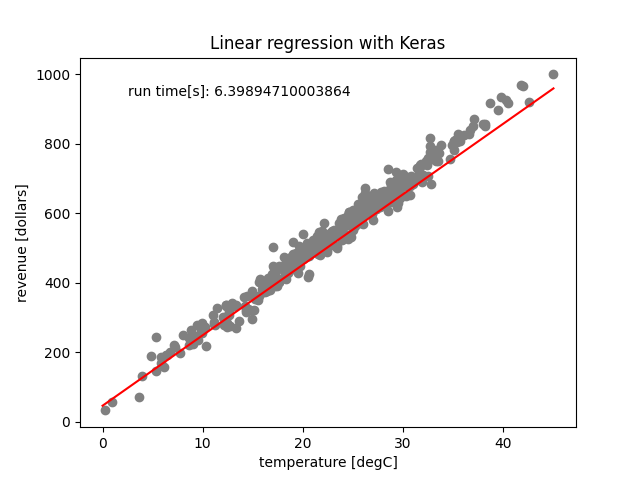 Linear regression with Keras
run time[s]: 6.39894710003864
1000
800
600
400
200
0
revenue [dollars]
0 10 20 30 40
temperature [degC]